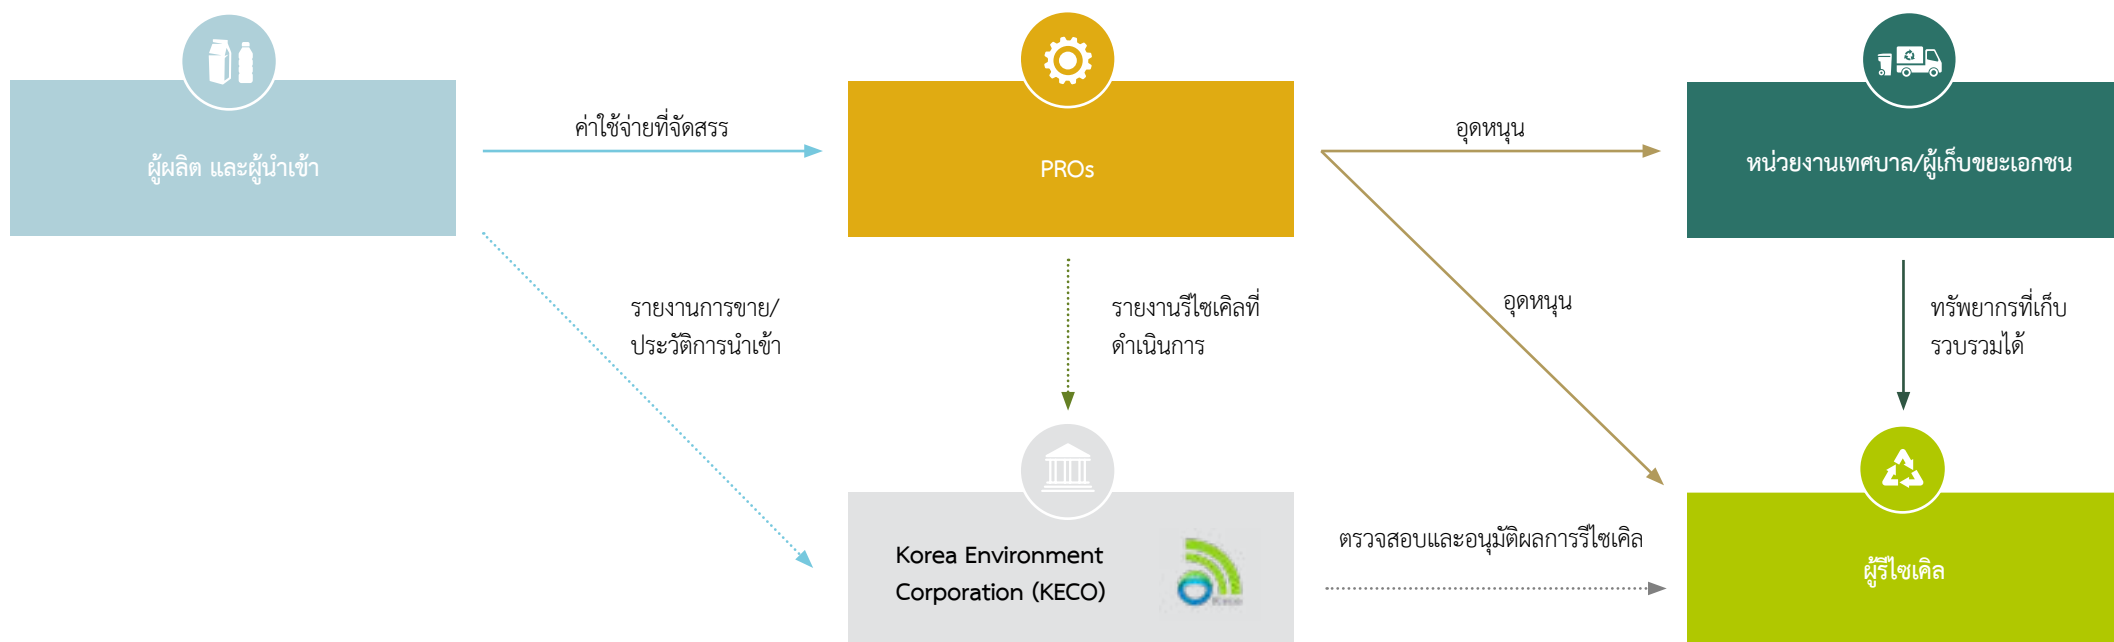 ค่าใช้จ่ายที่จัดสรร
อุดหนุน
ผู้ผลิต และผู้นำเข้า
PROs
หน่วยงานเทศบาล/ผู้เก็บขยะเอกชน
รายงานการขาย/
ประวัติการนำเข้า
รายงานรีไซเคิลที่
ดำเนินการ
อุดหนุน
ทรัพยากรที่เก็บ
รวบรวมได้
Korea Environment
Corporation (KECO)
Keco
ตรวจสอบและอนุมัติผลการรีไซเคิล
ผู้รีไซเคิล